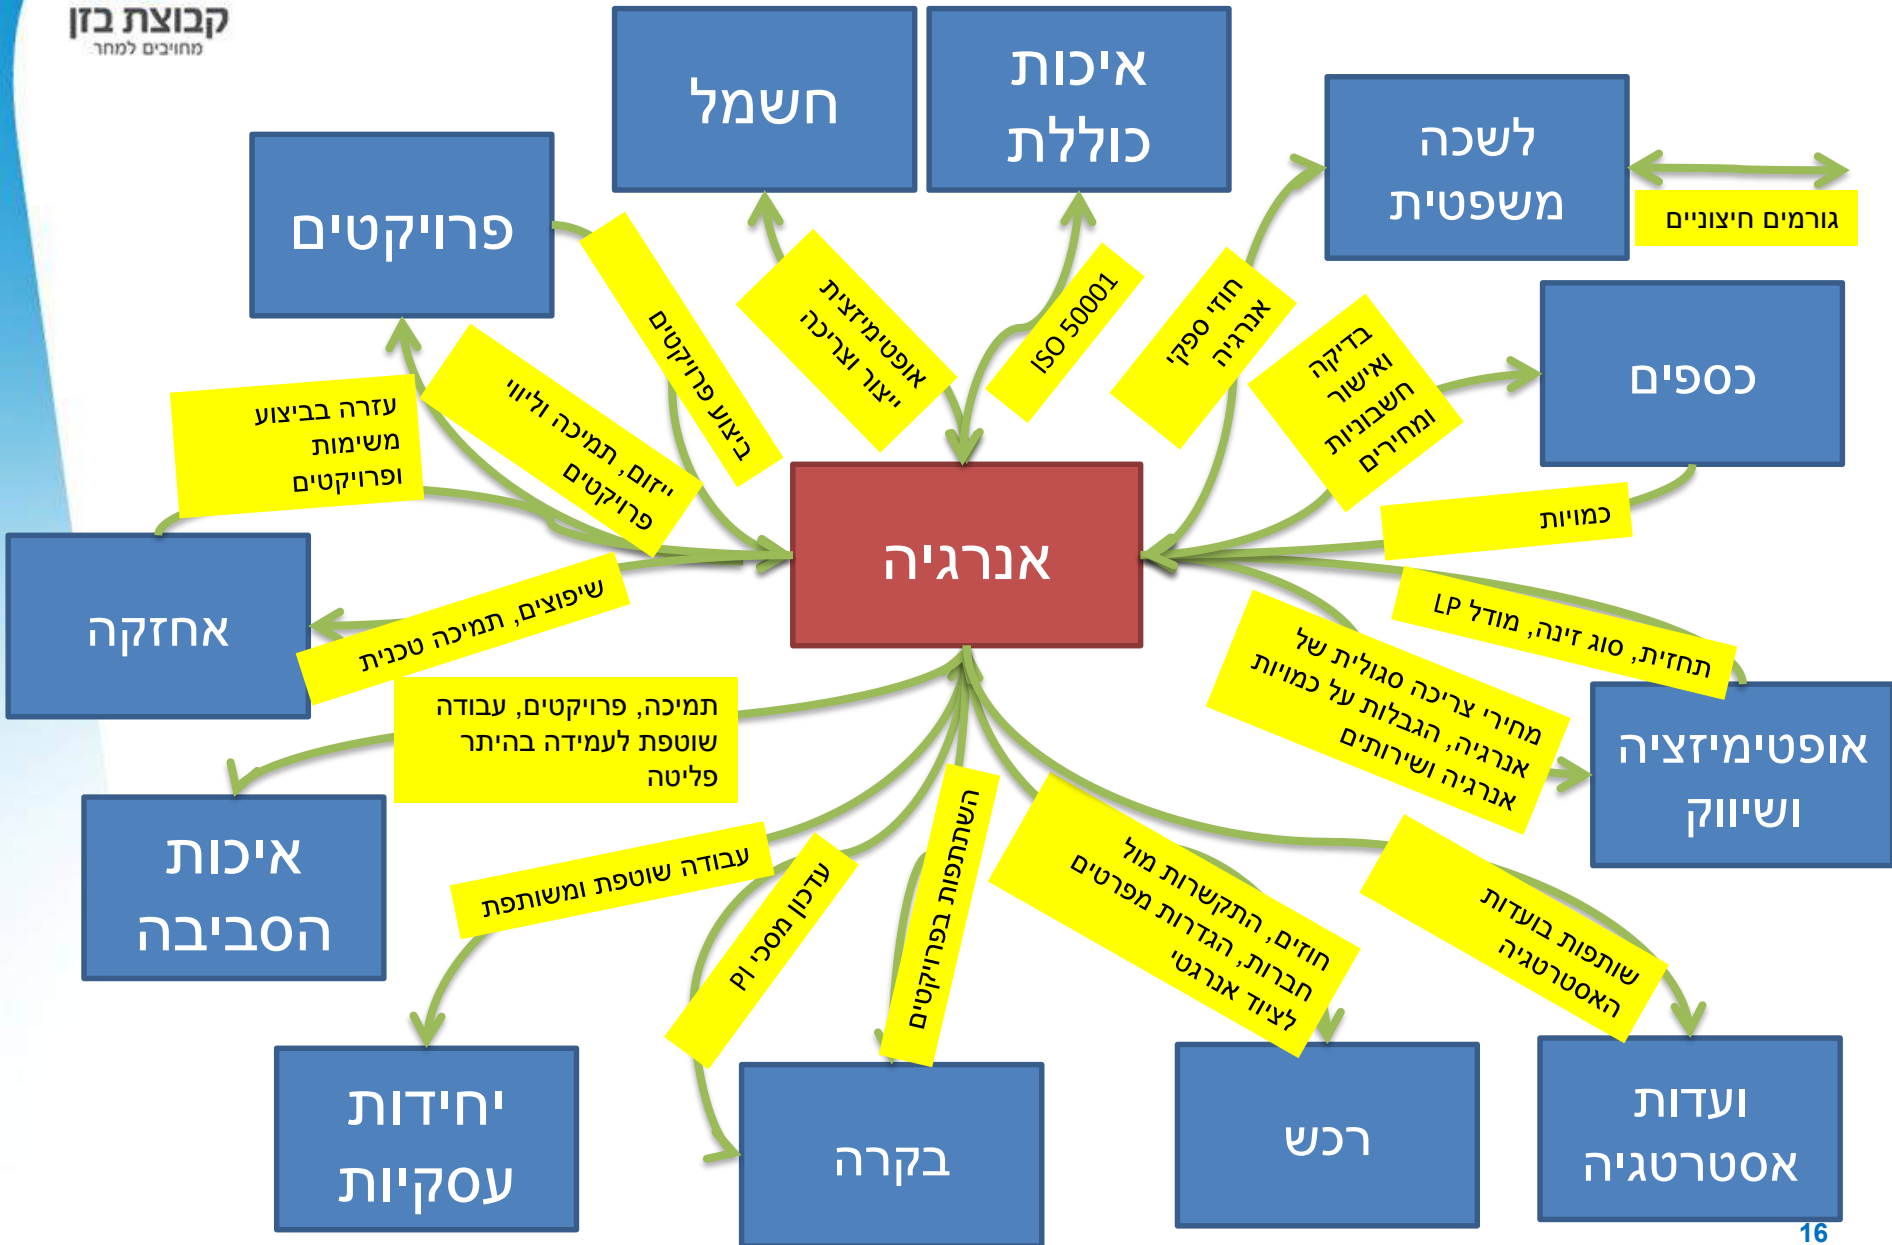 קבוצת בזן
מחויבים למחר
חשמל
איכות
כוללת
לשכה
משפטית
גורמים חיצוניים
פרויקטים
כספים
ביצוע פרויקטים
אופטימיזצית
ייצור וצריכה
ISO 50001
חוזי ספקי
אנרגיה
בדיקה
ואישור
חשבוניות
ומחירים
עזרה בביצוע
משימות
ופרויקטים
ייזום, תמיכה וליווי
פרויקטים
כמויות
אנרגיה
אחזקה
שיפוצים, תמיכה טכנית
תחזית, סוג זינה, מודל LP
מחירי צריכה סגולית של
אנרגיה, הגבלות על כמויות
אנרגיה ושירותים
אופטימיזציה
ושיווק
תמיכה, פרויקטים, עבודה
שוטפת לעמידה בהיתר
פליטה
איכות
הסביבה
עבודה שוטפת ומשותפת
עדכון מסכי PI
השתתפות בפרויקטים
חוזים, התקשרות מול
חברות, הגדרות מפרטים
לציוד אנרגטי
שותפות בועדות
האסטרטגיה
יחידות
עסקיות
בקרה
רכש
ועדות
אסטרטגיה
16